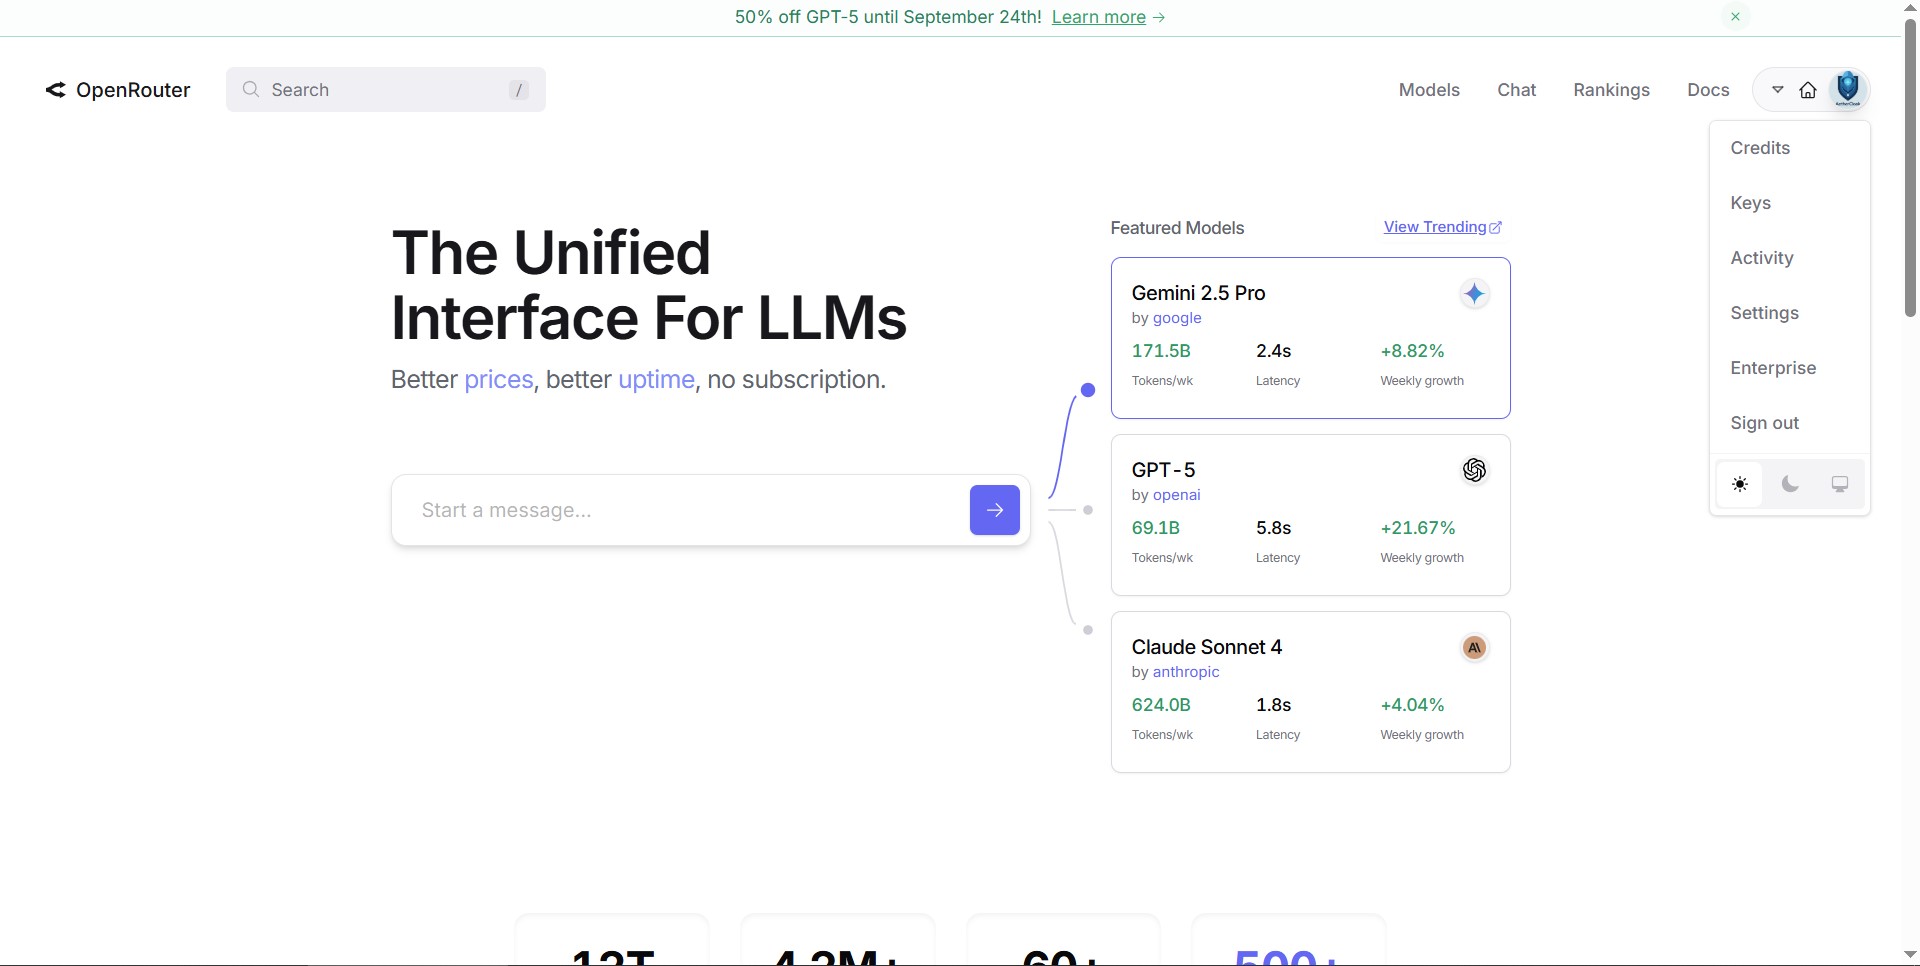 50% off GPT-5 until September 24th! Learn more →
OpenRouter
Search
/
Models
Chat
Rankings
Docs
Credits
Keys
Activity
Settings
Enterprise
Sign out
The Unified
Interface For LLMs
Better prices, better uptime, no subscription.
Start a message...
Featured Models
View Trending
Gemini 2.5 Pro
by google
171.5B 2.4s +8.82%
Tokens/wk Latency Weekly growth
GPT-5
by openai
69.1B 5.8s +21.67%
Tokens/wk Latency Weekly growth
Claude Sonnet 4
by anthropic
624.0B 1.8s +4.04%
Tokens/wk Latency Weekly growth
60+ 500+